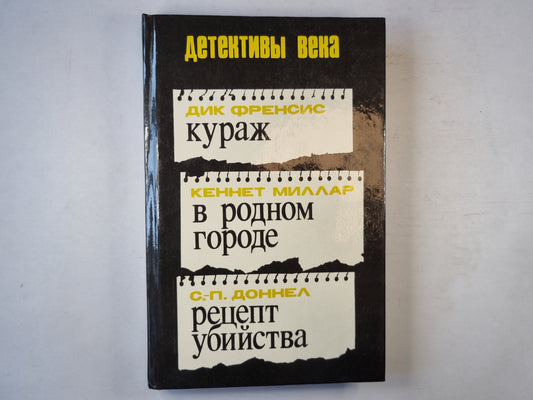 детективы века
ДИК ФРЕНСИС
кураж
КЕННЕТ МИЛЛАР
в родном
городе
С.-П. ДОННЕЛ
рецепт
убийства